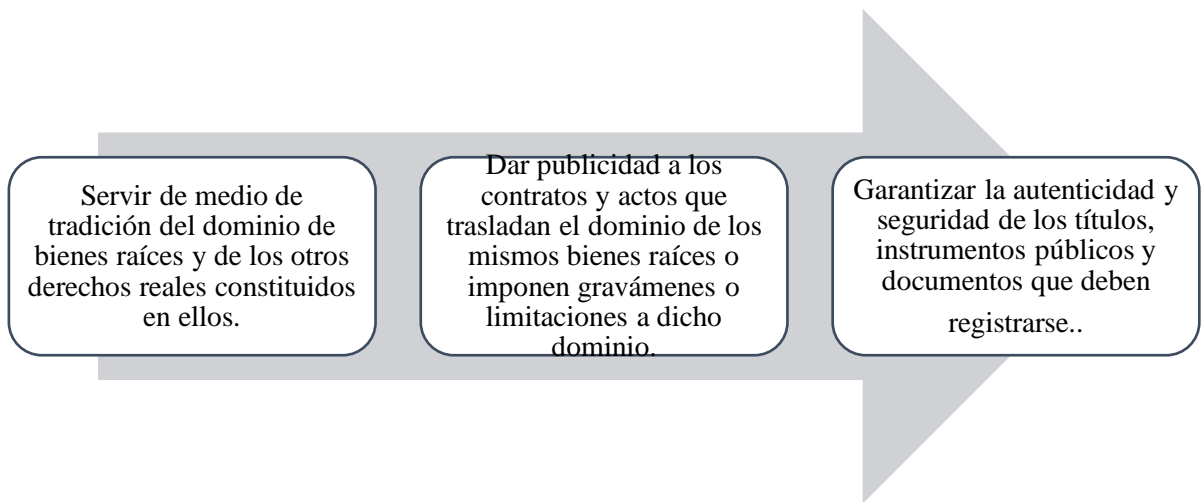 Servir de medio de
tradición del dominio de
bienes raíces y de los otros
derechos reales constituidos
en ellos.
Dar publicidad a los
contratos y actos que
trasladan el dominio de los
mismos bienes raíces o
imponen gravámenes o
limitaciones a dicho
dominio.
Garantizar la autenticidad y
seguridad de los títulos,
instrumentos públicos y
documentos que deben
registrarse..